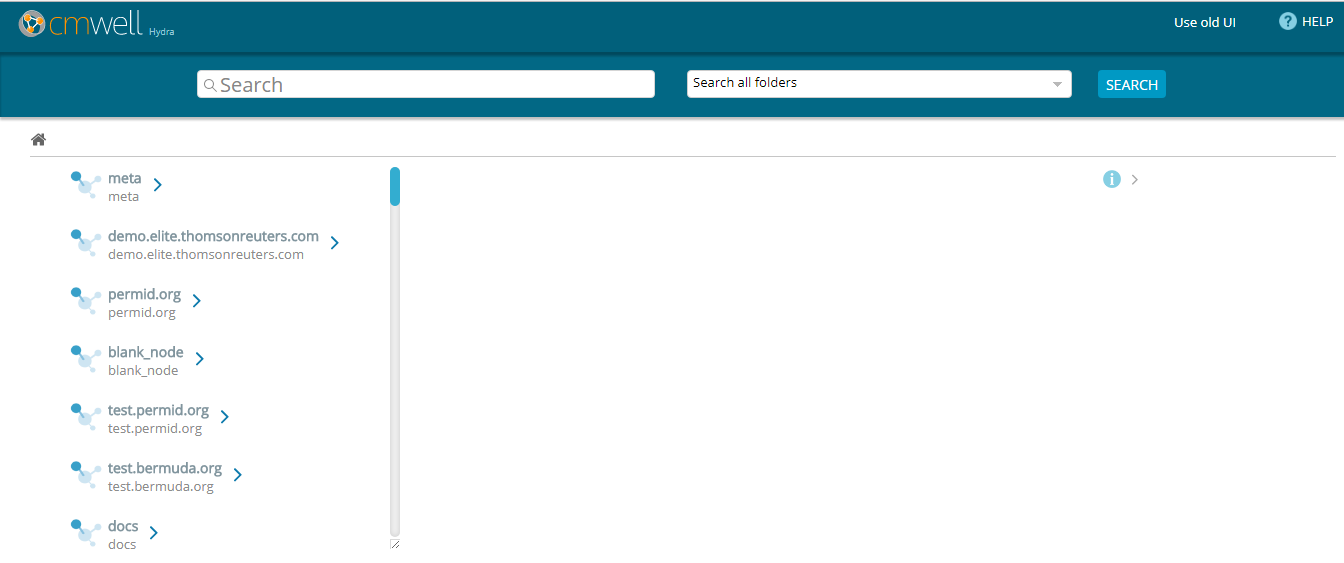 cmwell Hydra
Use old UI
? HELP
Search
Search all folders
SEARCH
meta
meta
demo.elite.thomsonreuters.com
demo.elite.thomsonreuters.com
permid.org
permid.org
blank_node
blank_node
test.permid.org
test.permid.org
test.bermuda.org
test.bermuda.org
docs
docs